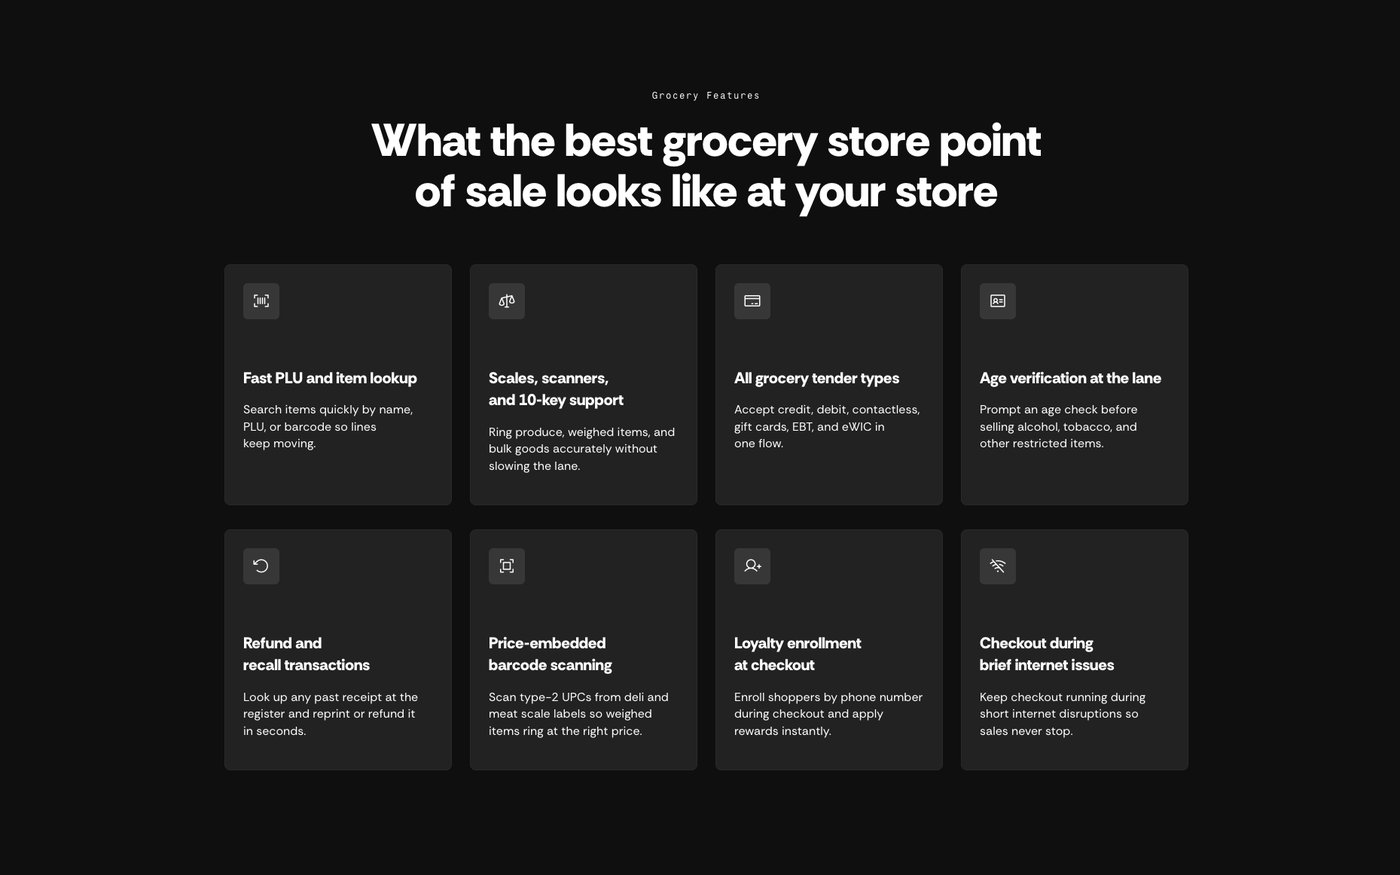 Grocery Features
What the best grocery store point
of sale looks like at your store
Fast PLU and item lookup
Search items quickly by name,
PLU, or barcode so lines
keep moving.
Scales, scanners,
and 10-key support
Ring produce, weighed items, and
bulk goods accurately without
slowing the lane.
All grocery tender types
Accept credit, debit, contactless,
gift cards, EBT, and eWIC in
one flow.
Age verification at the lane
Prompt an age check before
selling alcohol, tobacco, and
other restricted items.
Refund and
recall transactions
Look up any past receipt at the
register and reprint or refund it
in seconds.
Price-embedded
barcode scanning
Scan type-2 UPCs from deli and
meat scale labels so weighed
items ring at the right price.
Loyalty enrollment
at checkout
Enroll shoppers by phone number
during checkout and apply
rewards instantly.
Checkout during
brief internet issues
Keep checkout running during
short internet disruptions so
sales never stop.